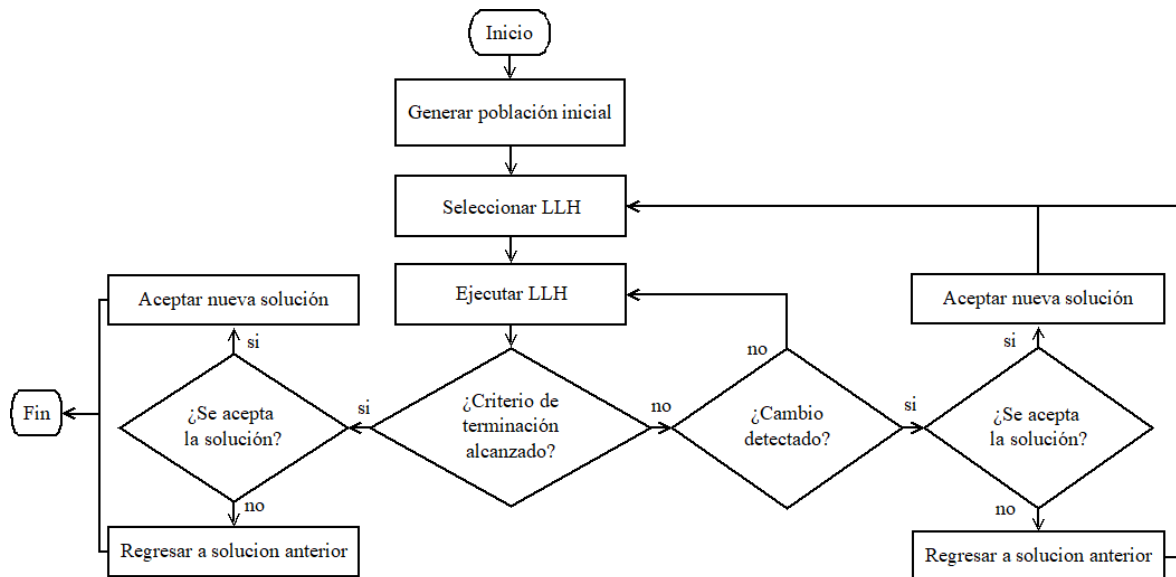 Inicio
Generar población inicial
Seleccionar LLH
Ejecutar LLH
Aceptar nueva solución
Aceptar nueva solución
si
no
si
Fin
¿Se acepta
la solución?
si
¿Criterio de
terminación
alcanzado?
no
¿Cambio
detectado?
si
¿Se acepta
la solución?
no
no
Regresar a solucion anterior
Regresar a solucion anterior